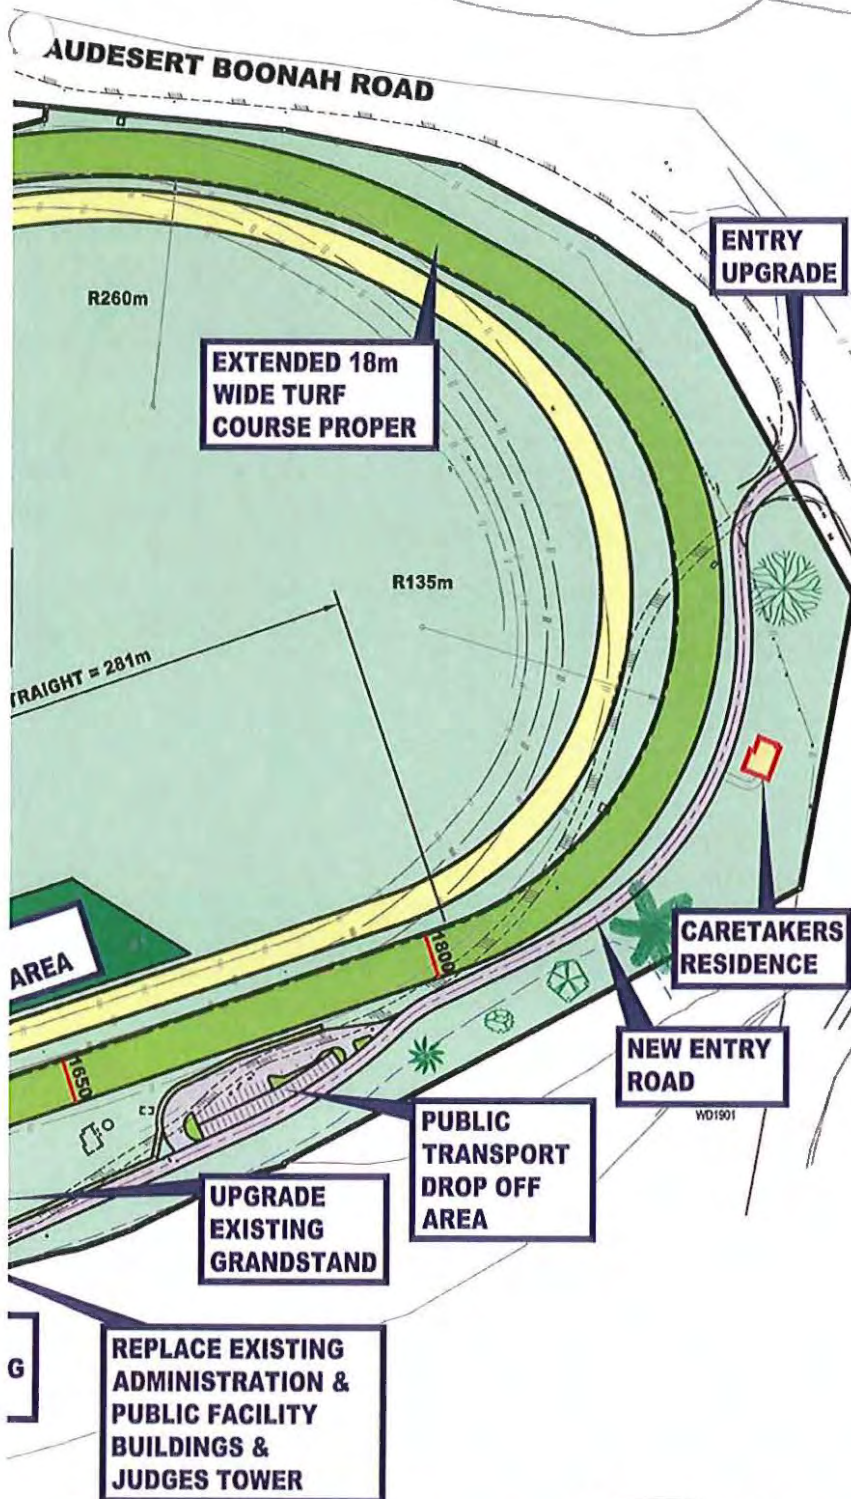 AUDESERT BOONAH ROAD
ENTRY
UPGRADE
R260m
EXTENDED 18m
WIDE TURF
COURSE PROPER
R135m
TRAIGHT = 281m
AREA
1800
CARETAKERS
RESIDENCE
1650
NEW ENTRY
ROAD
WD1901
PUBLIC
TRANSPORT
DROP OFF
AREA
UPGRADE
EXISTING
GRANDSTAND
G
REPLACE EXISTING
ADMINISTRATION &
PUBLIC FACILITY
BUILDINGS &
JUDGES TOWER